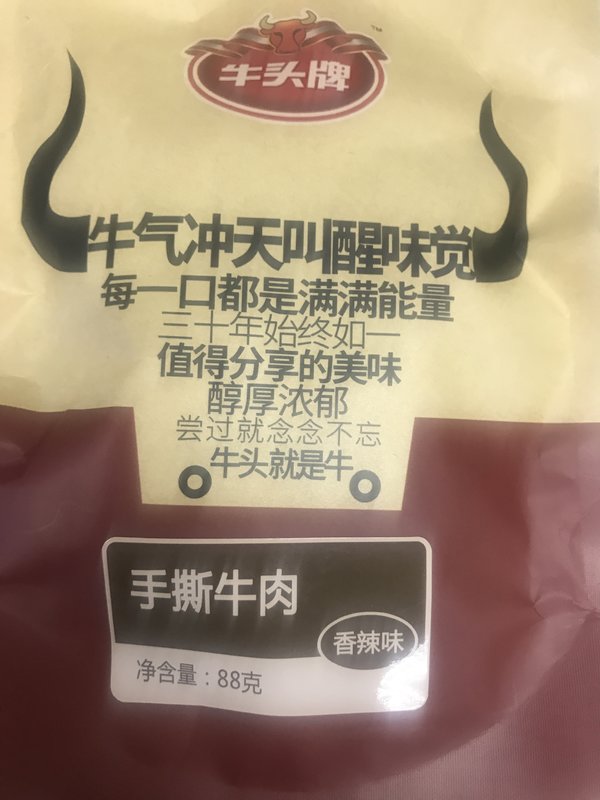 牛头牌
TM
牛气冲天叫醒味觉
每一口都是满满能量
三十年始终如一
值得分享的美味
醇厚浓郁
尝过就念念不忘
牛头就是牛
手撕牛肉
香辣味
净含量：88克